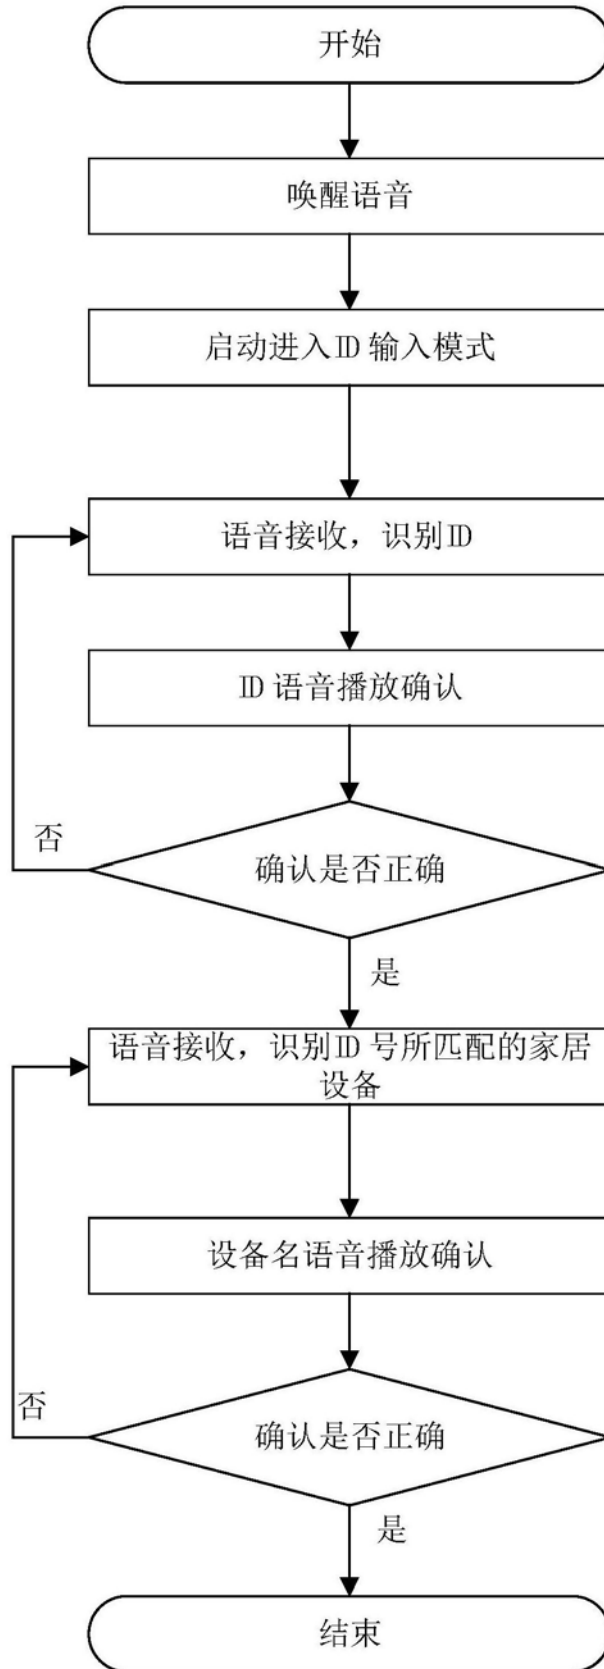 开始
唤醒语音
启动进入ID 输入模式
语音接收，识别ID
ID 语音播放确认
否
确认是否正确
是
语音接收，识别ID 号所匹配的家居
设备
设备名语音播放确认
否
确认是否正确
是
结束